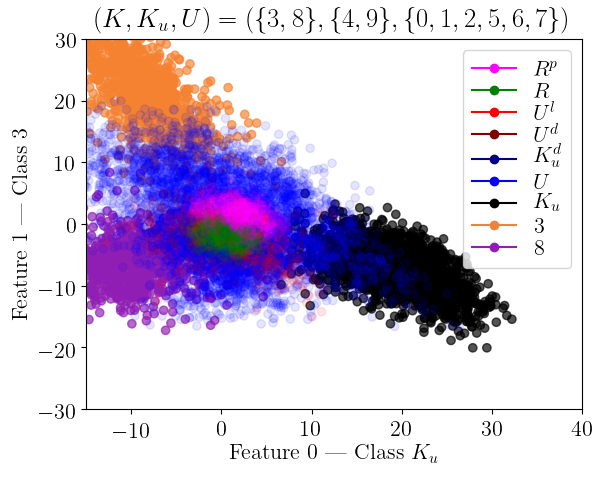 (K, K_u, U) = ({3, 8}, {4, 9}, {0, 1, 2, 5, 6, 7})
30
20
10
0
−10
−20
−30
Feature 1 — Class 3
R^p
R
U^l
U^d
K_u^d
U
K_u
3
8
−10
0
10
20
30
40
Feature 0 — Class K_u